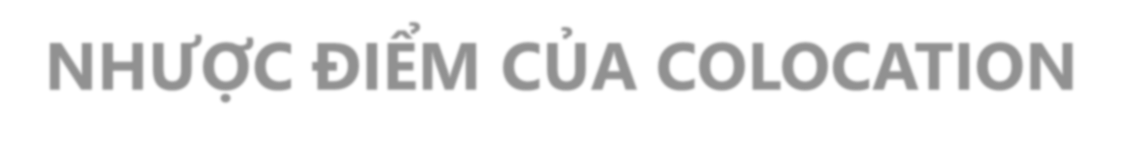 NHƯỢC ĐIỂM CỦA COLOCATION